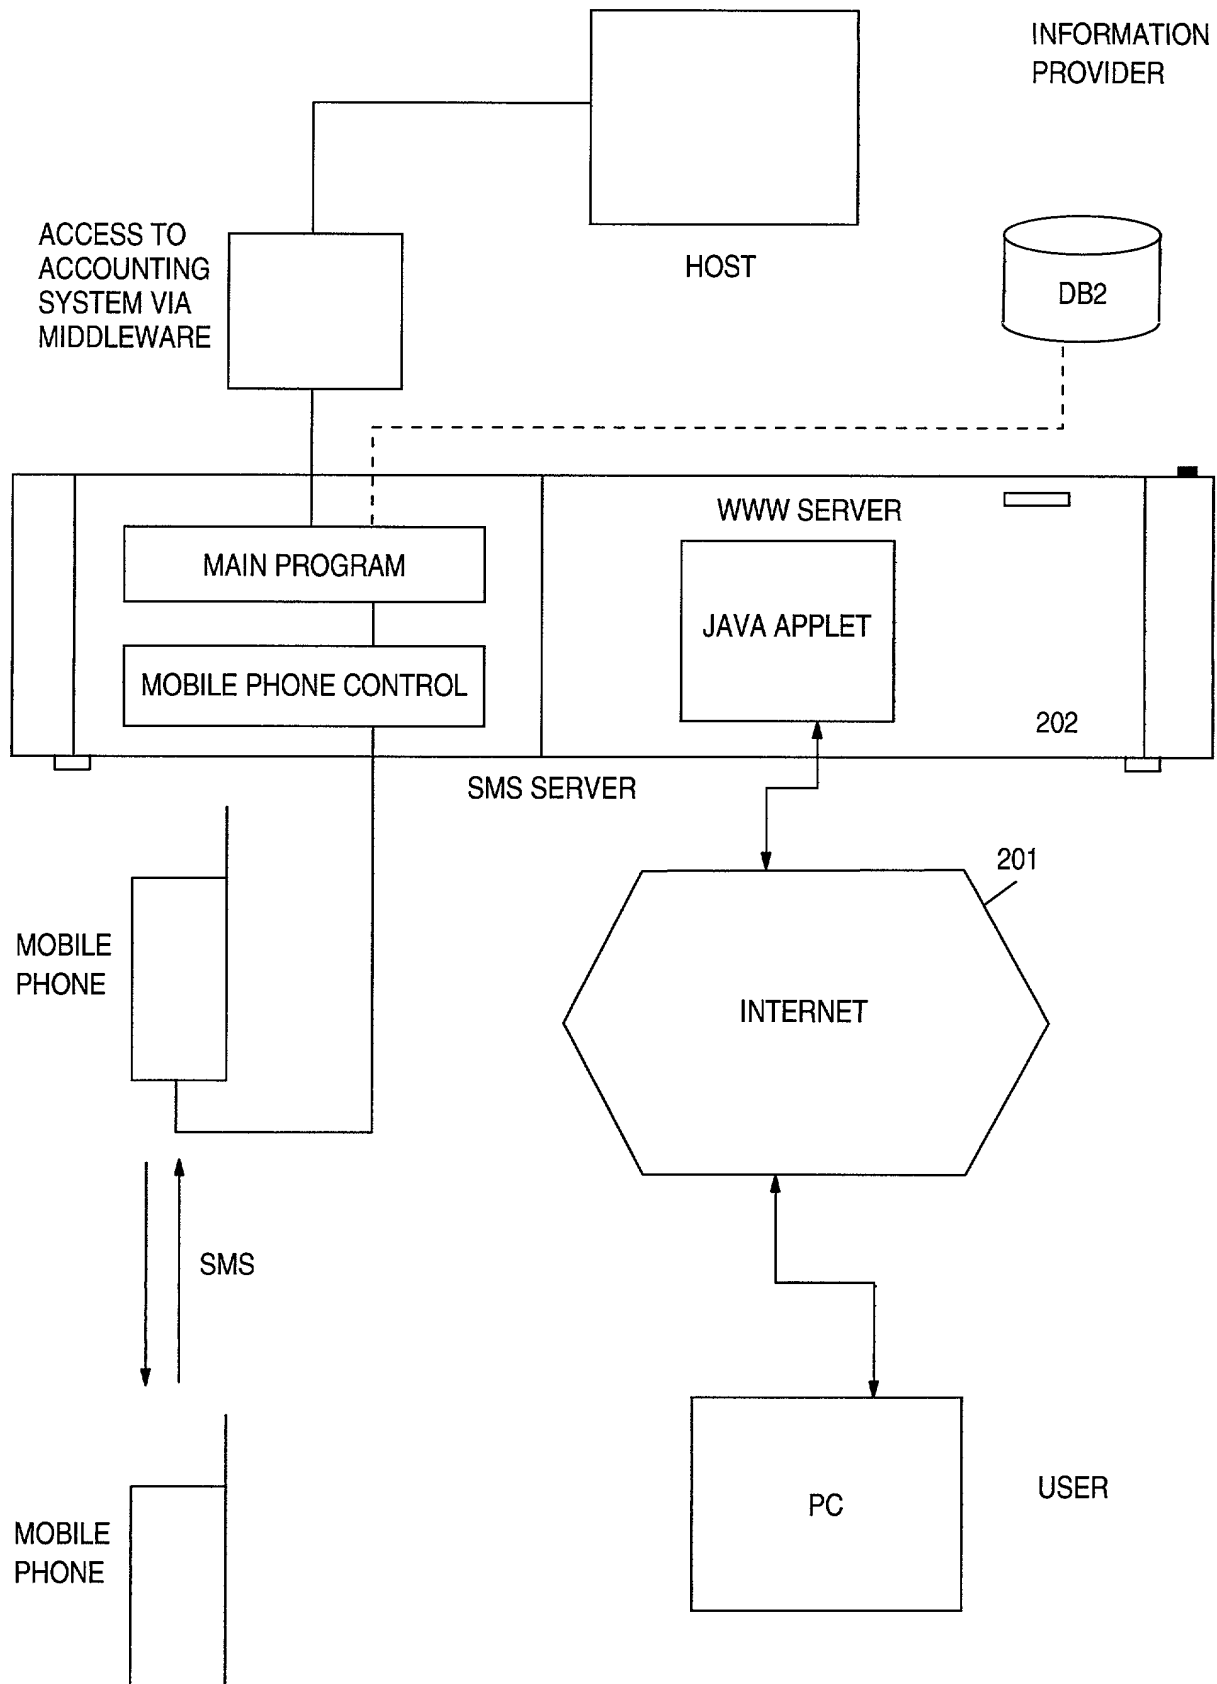 INFORMATION
PROVIDER
ACCESS TO
ACCOUNTING
SYSTEM VIA
MIDDLEWARE
HOST
DB2
WWW SERVER
MAIN PROGRAM
JAVA APPLET
MOBILE PHONE CONTROL
202
SMS SERVER
201
MOBILE
PHONE
INTERNET
SMS
USER
PC
MOBILE
PHONE